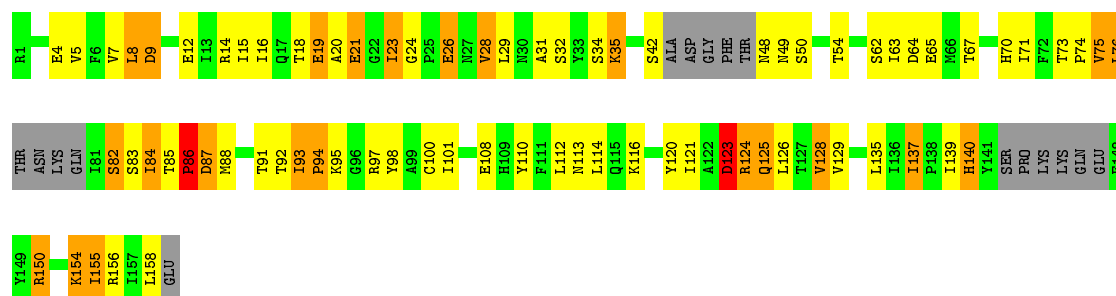 R1 E4 V5 F6 V7 L8 D9 E12 I13 R14 I15 I16 Q17 T18 E19 A20 E21 G22 I23 G24 P25 E26 N27 V28 L29 N30 A31 S32 Y33 S34 K35 S42 ALA ASP GLY PHE THR N48 N49 S50 T54 S62 I63 D64 E65 M66 T67 H70 I71 F72 T73 P74 V75
THR ASN LYS GLN I81 S82 S83 I84 T85 P86 D87 M88 T91 T92 I93 P94 K95 G96 R97 Y98 A99 C100 I101 E108 H109 Y110 F111 L112 N113 L114 Q115 K116 Y120 I121 A122 D123 R124 Q125 L126 T127 V128 V129 L135 I136 I137 P138 I139 H140 Y141 SER PRO LYS LYS GLN GLU
Y149 R150 K154 I155 R156 I157 L158 GLU